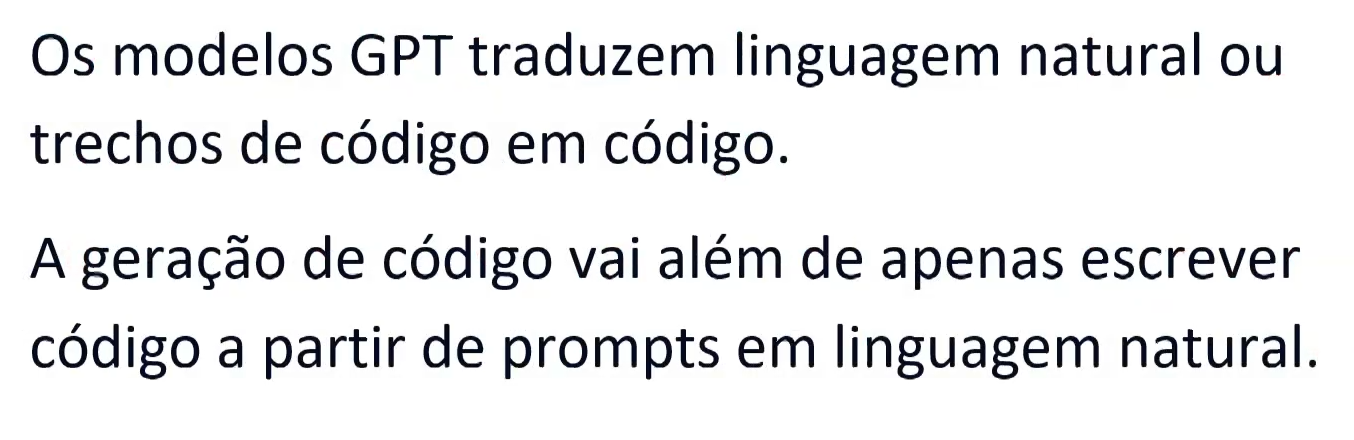 Os modelos GPT traduzem linguagem natural ou
trechos de código em código.
A geração de código vai além de apenas escrever
código a partir de prompts em linguagem natural.